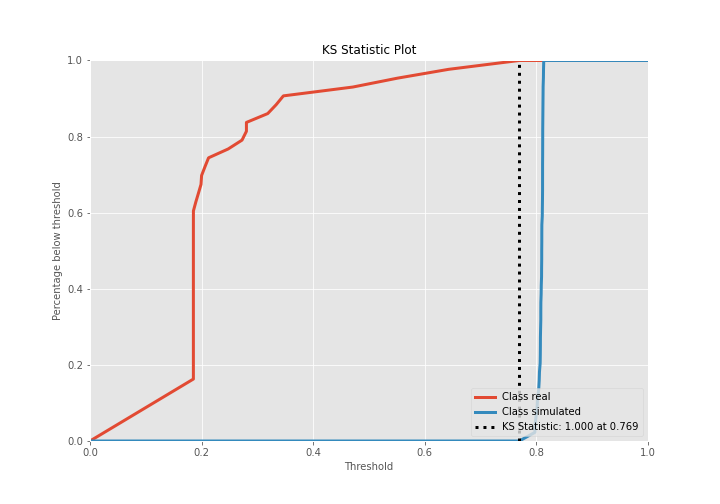 KS Statistic Plot
Percentage below threshold
1.0
0.8
0.6
0.4
0.2
0.0
Class real
Class simulated
KS Statistic: 1.000 at 0.769
0.0 0.2 0.4 0.6 0.8 1.0
Threshold